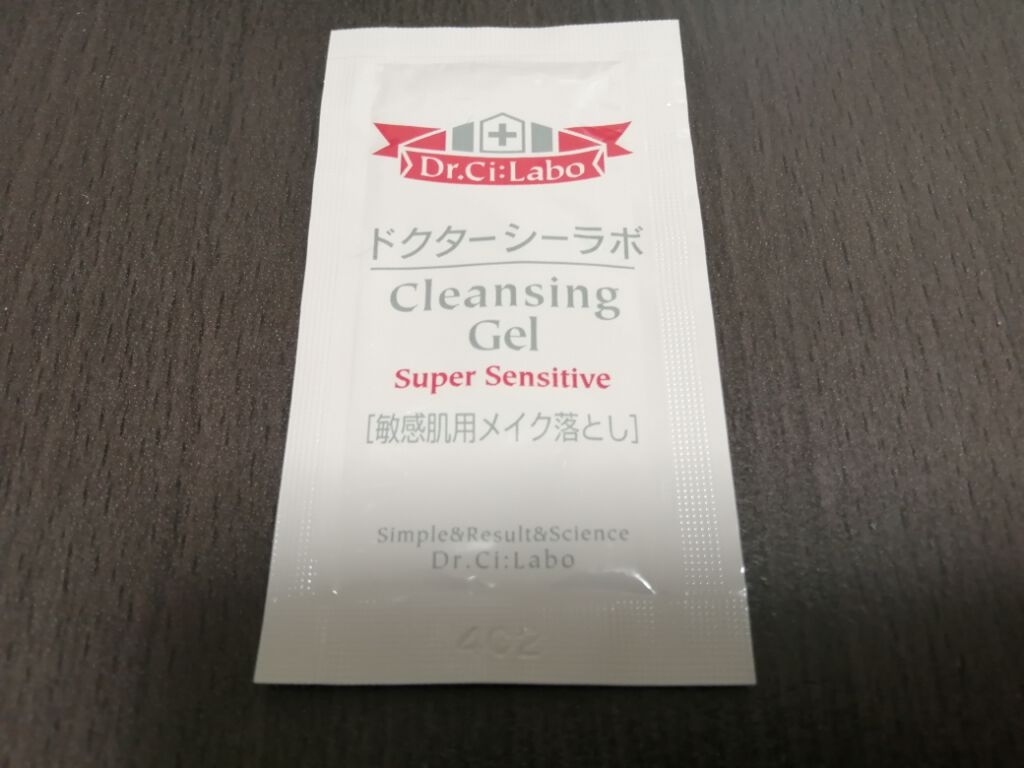 Dr.Ci:Labo
ドクターシーラボ
Cleansing
Gel
Super Sensitive
[敏感肌用メイク落とし]
Simple&Result&Science
Dr.Ci:Labo
4C2